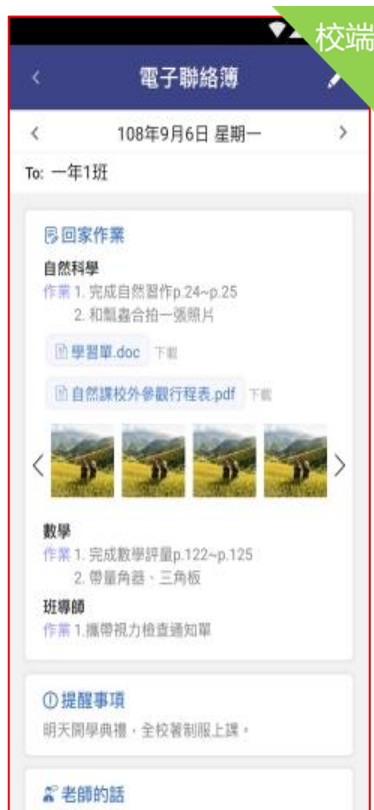 校端
電子聯絡簿
108年9月6日 星期一
To: 一年1班
回家作業
自然科學
作業 1. 完成自然習作p.24~p.25
2. 和瓢蟲合拍一張照片
學習單.doc 下載
自然課校外參觀行程表.pdf 下載
數學
作業 1. 完成數學評量p.122~p.125
2. 帶量角器、三角板
班導師
作業 1.攜帶視力檢查通知單
提醒事項
明天開學典禮，全校著制服上課。
老師的話